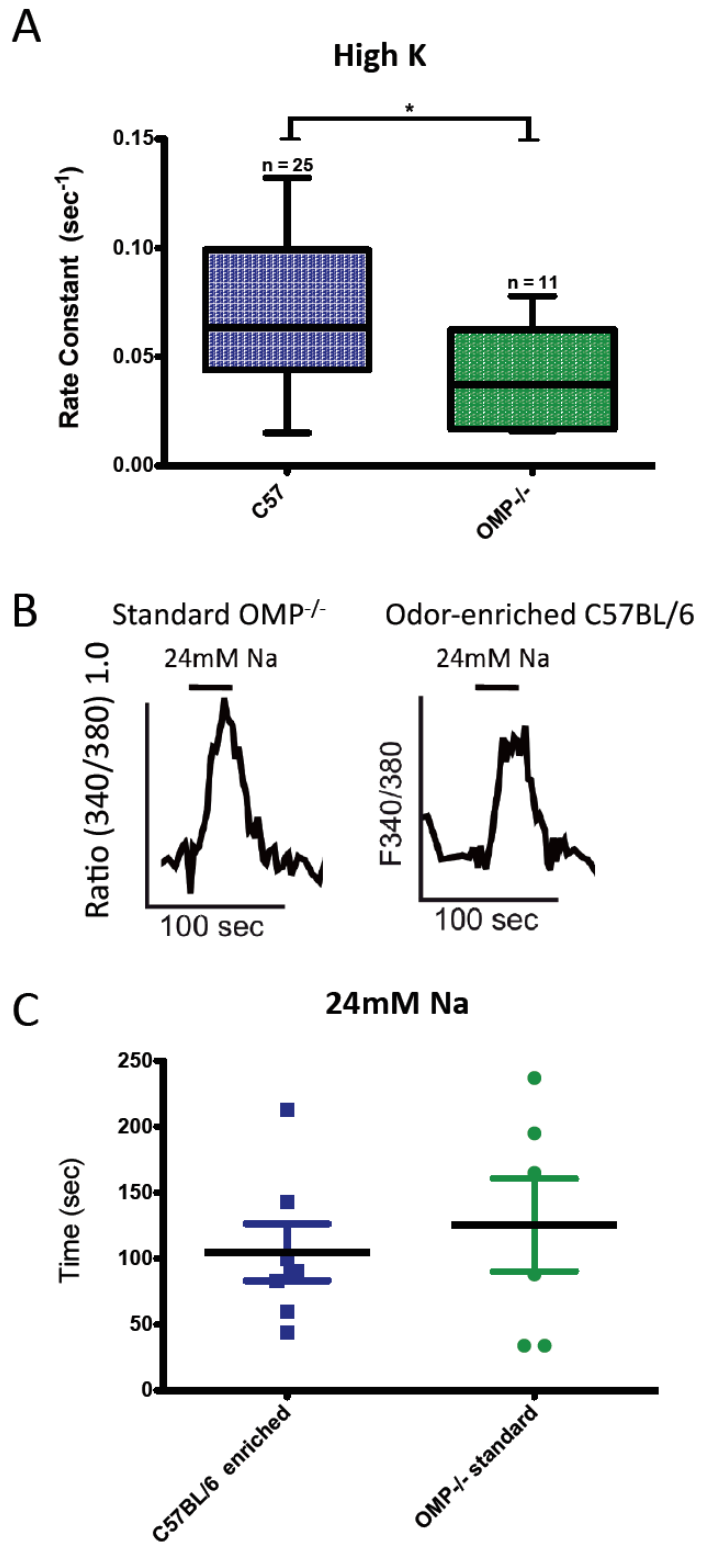 A
High K
*
0.15
n = 25
0.10
n = 11
0.05
0.00
Rate Constant (sec-1)
C57
OMP-/-
B
Standard OMP-/-
Odor-enriched C57BL/6
24mM Na
24mM Na
Ratio (340/380) 1.0
F340/380
100 sec
100 sec
C
24mM Na
250
200
150
100
50
0
Time (sec)
C57BL/6 enriched
OMP-/- standard